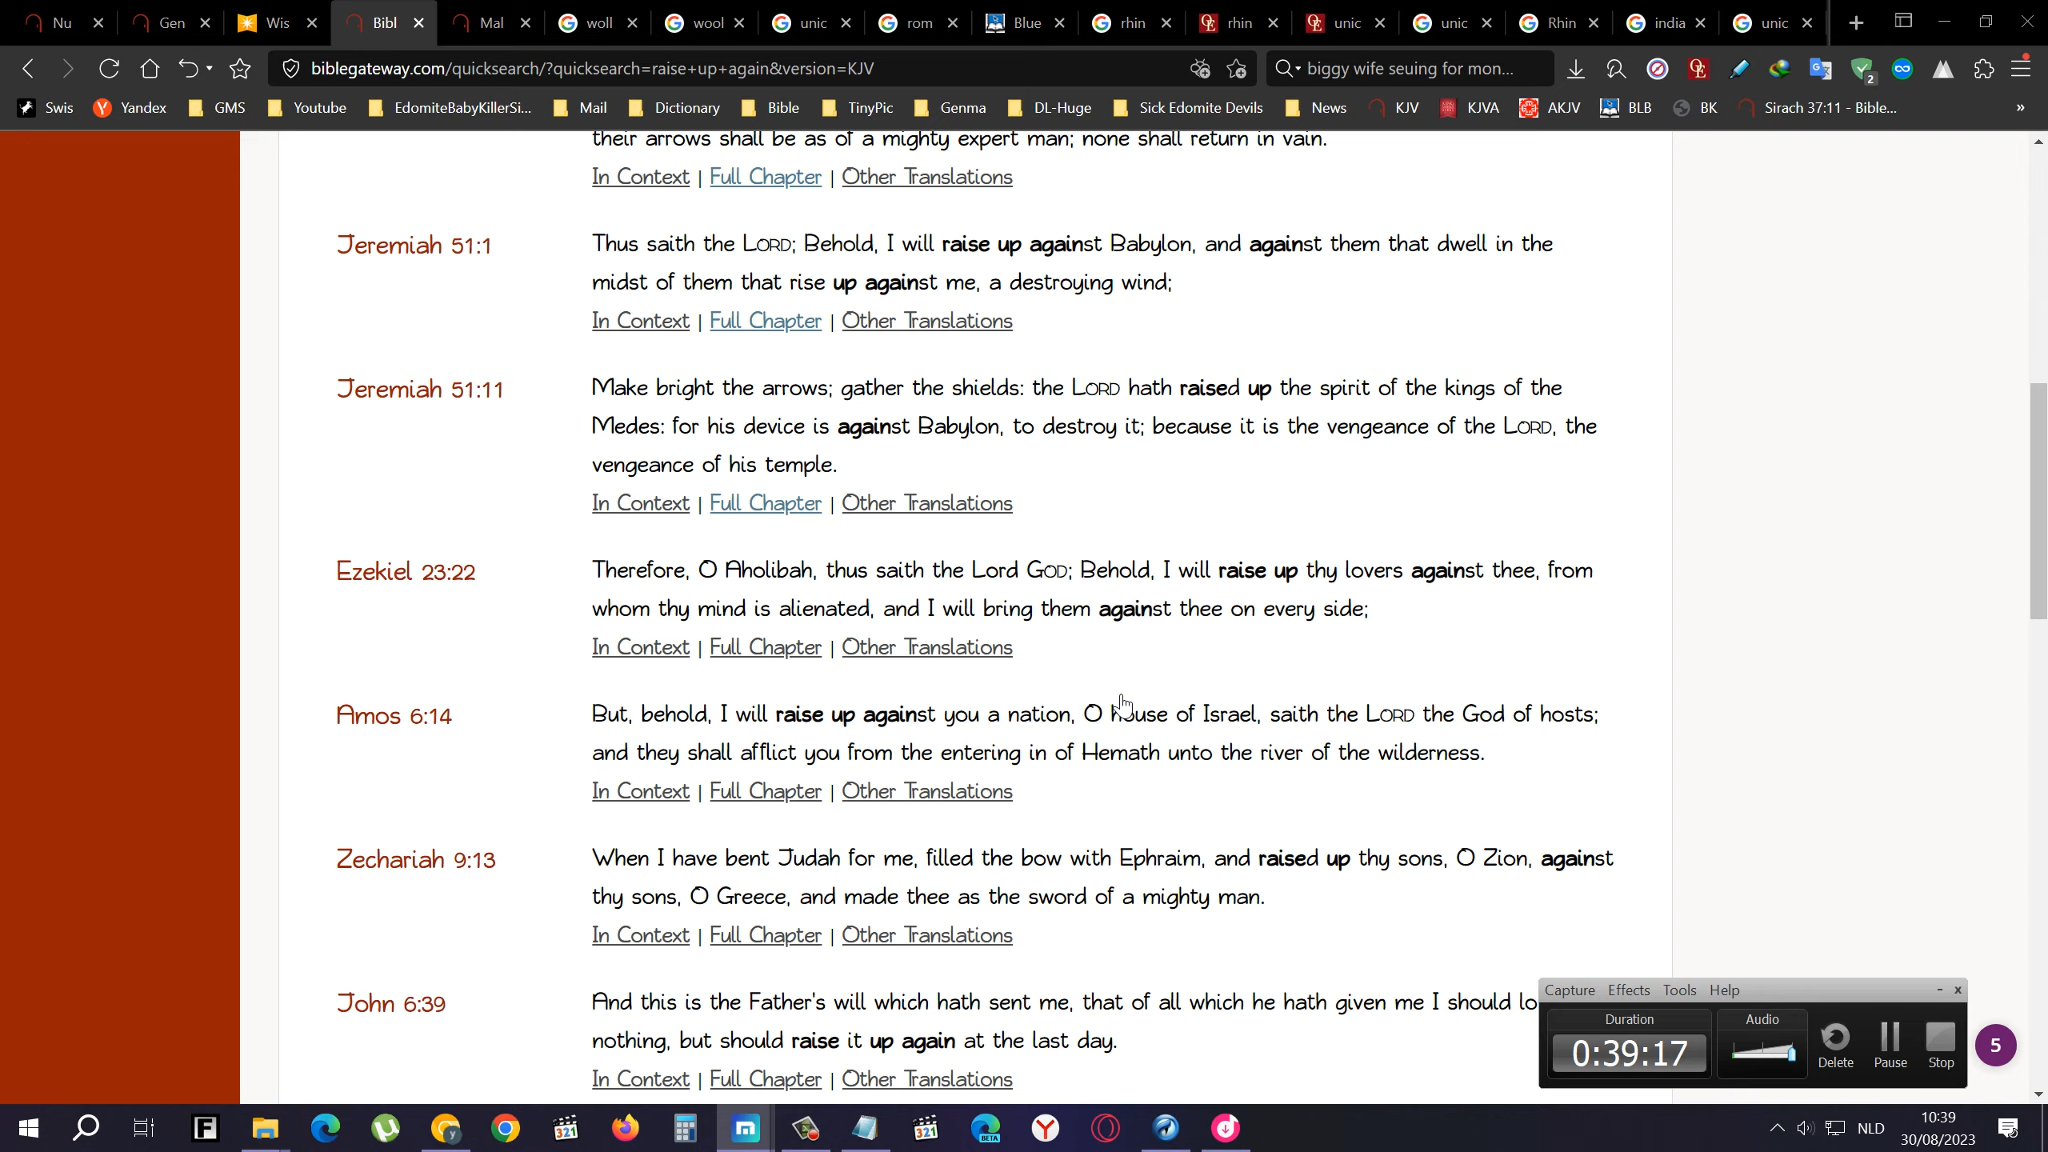 Nu Gen Wis Bibl Mal woll wool unic rom Blue rhin rhin unic unic Rhin india unic
biblegateway.com/quicksearch/?quicksearch=raise+up+again&version=KJV biggy wife seuing for mon...
Swis Yandex GMS Youtube EdomiteBabyKillerSi... Mail Dictionary Bible TinyPic Genma DL-Huge Sick Edomite Devils News KJV KJVA AKJV BLB BK Sirach 37:11 - Bible... »
their arrows shall be as of a mighty expert man; none shall return in vain.
In Context | Full Chapter | Other Translations
Jeremiah 51:1
Thus saith the LORD; Behold, I will raise up against Babylon, and against them that dwell in the
midst of them that rise up against me, a destroying wind;
In Context | Full Chapter | Other Translations
Jeremiah 51:11
Make bright the arrows; gather the shields: the LORD hath raised up the spirit of the kings of the
Medes: for his device is against Babylon, to destroy it; because it is the vengeance of the LORD, the
vengeance of his temple.
In Context | Full Chapter | Other Translations
Ezekiel 23:22
Therefore, O Aholibah, thus saith the Lord GOD; Behold, I will raise up thy lovers against thee, from
whom thy mind is alienated, and I will bring them against thee on every side;
In Context | Full Chapter | Other Translations
Amos 6:14
But, behold, I will raise up against you a nation, O house of Israel, saith the LORD the God of hosts;
and they shall afflict you from the entering in of Hemath unto the river of the wilderness.
In Context | Full Chapter | Other Translations
Zechariah 9:13
When I have bent Judah for me, filled the bow with Ephraim, and raised up thy sons, O Zion, against
thy sons, O Greece, and made thee as the sword of a mighty man.
In Context | Full Chapter | Other Translations
John 6:39
And this is the Father's will which hath sent me, that of all which he hath given me I should lo
nothing, but should raise it up again at the last day.
In Context | Full Chapter | Other Translations
Capture Effects Tools Help
Duration Audio
0:39:17
Delete Pause Stop
5
NLD
10:39
30/08/2023